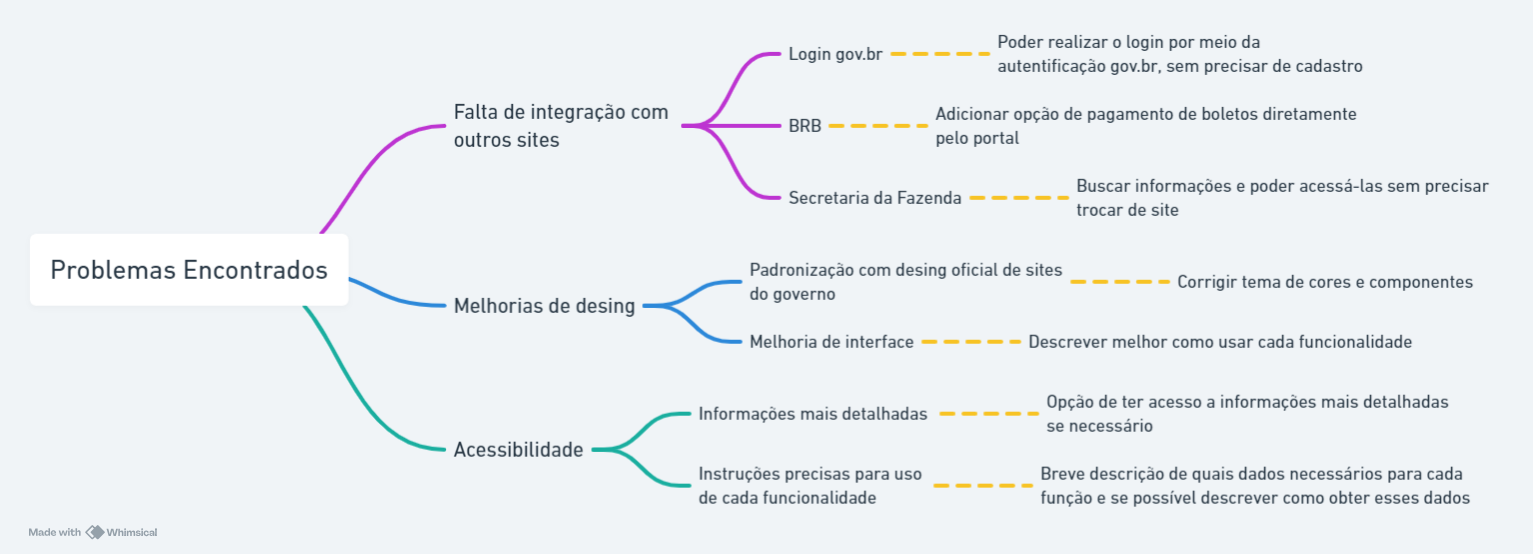 Problemas Encontrados
Falta de integração com
outros sites
Login gov.br
Poder realizar o login por meio da
autentificação gov.br, sem precisar de cadastro
BRB
Adicionar opção de pagamento de boletos diretamente
pelo portal
Secretaria da Fazenda
Buscar informações e poder acessá-las sem precisar
trocar de site
Melhorias de desing
Padronização com desing oficial de sites
do governo
Corrigir tema de cores e componentes
Melhoria de interface
Descrever melhor como usar cada funcionalidade
Acessibilidade
Informações mais detalhadas
Opção de ter acesso a informações mais detalhadas
se necessário
Instruções precisas para uso
de cada funcionalidade
Breve descrição de quais dados necessários para cada
função e se possível descrever como obter esses dados
Made with Whimsical